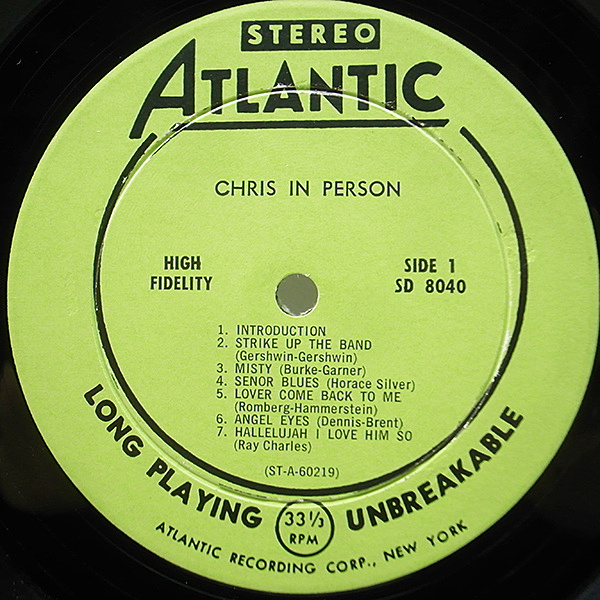 STEREO
ATLANTIC
CHRIS IN PERSON
HIGH
FIDELITY
SIDE 1
SD 8040
1. INTRODUCTION
2. STRIKE UP THE BAND
(Gershwin-Gershwin)
3. MISTY (Burke-Garner)
4. SENOR BLUES (Horace Silver)
5. LOVER COME BACK TO ME
(Romberg-Hammerstein)
6. ANGEL EYES (Dennis-Brent)
7. HALLELUJAH I LOVE HIM SO
(Ray Charles)
(ST-A-60219)
LONG PLAYING
33 1/3
RPM
UNBREAKABLE
ATLANTIC RECORDING CORP., NEW YORK